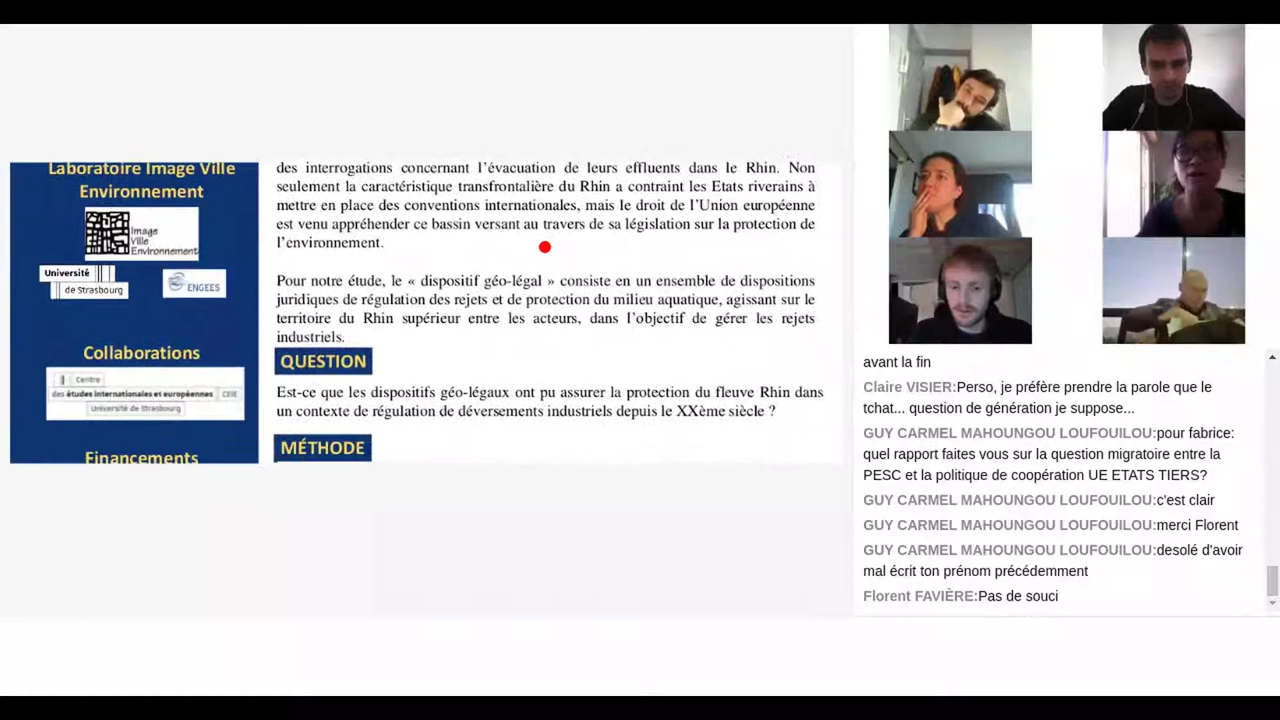 Laboratoire Image Ville
Environnement
Image
Ville
Environnement
Université
de Strasbourg
ENGEES
Collaborations
Centre
des études internationales et européennes CEIE
Université de Strasbourg
Financements
des interrogations concernant l’évacuation de leurs effluents dans le Rhin. Non
seulement la caractéristique transfrontalière du Rhin a contraint les Etats riverains à
mettre en place des conventions internationales, mais le droit de l’Union européenne
est venu appréhender ce bassin versant au travers de sa législation sur la protection de
l’environnement.
Pour notre étude, le « dispositif géo-légal » consiste en un ensemble de dispositions
juridiques de régulation des rejets et de protection du milieu aquatique, agissant sur le
territoire du Rhin supérieur entre les acteurs, dans l’objectif de gérer les rejets
industriels.
QUESTION
Est-ce que les dispositifs géo-légaux ont pu assurer la protection du fleuve Rhin dans
un contexte de régulation de déversements industriels depuis le XXème siècle ?
MÉTHODE
avant la fin
Claire VISIER:Perso, je préfère prendre la parole que le
tchat... question de génération je suppose...
GUY CARMEL MAHOUNGOU LOUFOUILOU:pour fabrice:
quel rapport faites vous sur la question migratoire entre la
PESC et la politique de coopération UE ETATS TIERS?
GUY CARMEL MAHOUNGOU LOUFOUILOU:c'est clair
GUY CARMEL MAHOUNGOU LOUFOUILOU:merci Florent
GUY CARMEL MAHOUNGOU LOUFOUILOU:desolé d'avoir
mal écrit ton prénom précédemment
Florent FAVIÈRE:Pas de souci